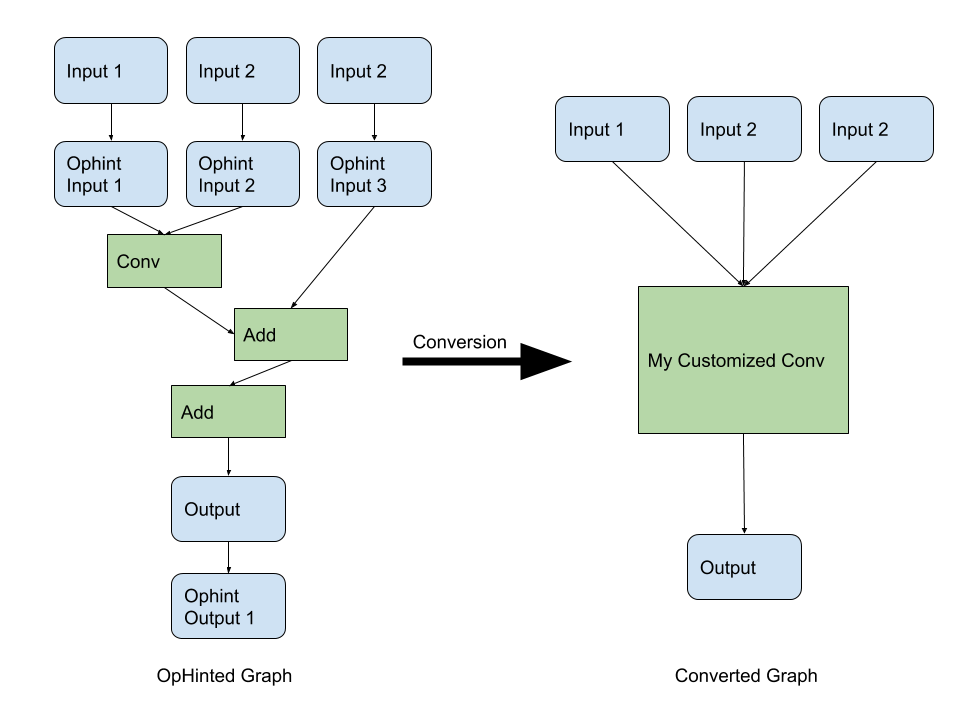 Input 1
Input 2
Input 2
Ophint
Input 1
Ophint
Input 2
Ophint
Input 3
Conv
Add
Add
Output
Ophint
Output 1
OpHinted Graph
Conversion
Input 1
Input 2
Input 2
My Customized Conv
Output
Converted Graph